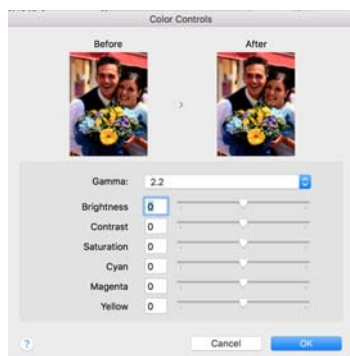 Color Controls
Before After
>
Gamma: 2.2
Brightness 0
Contrast 0
Saturation 0
Cyan 0
Magenta 0
Yellow 0
? Cancel OK